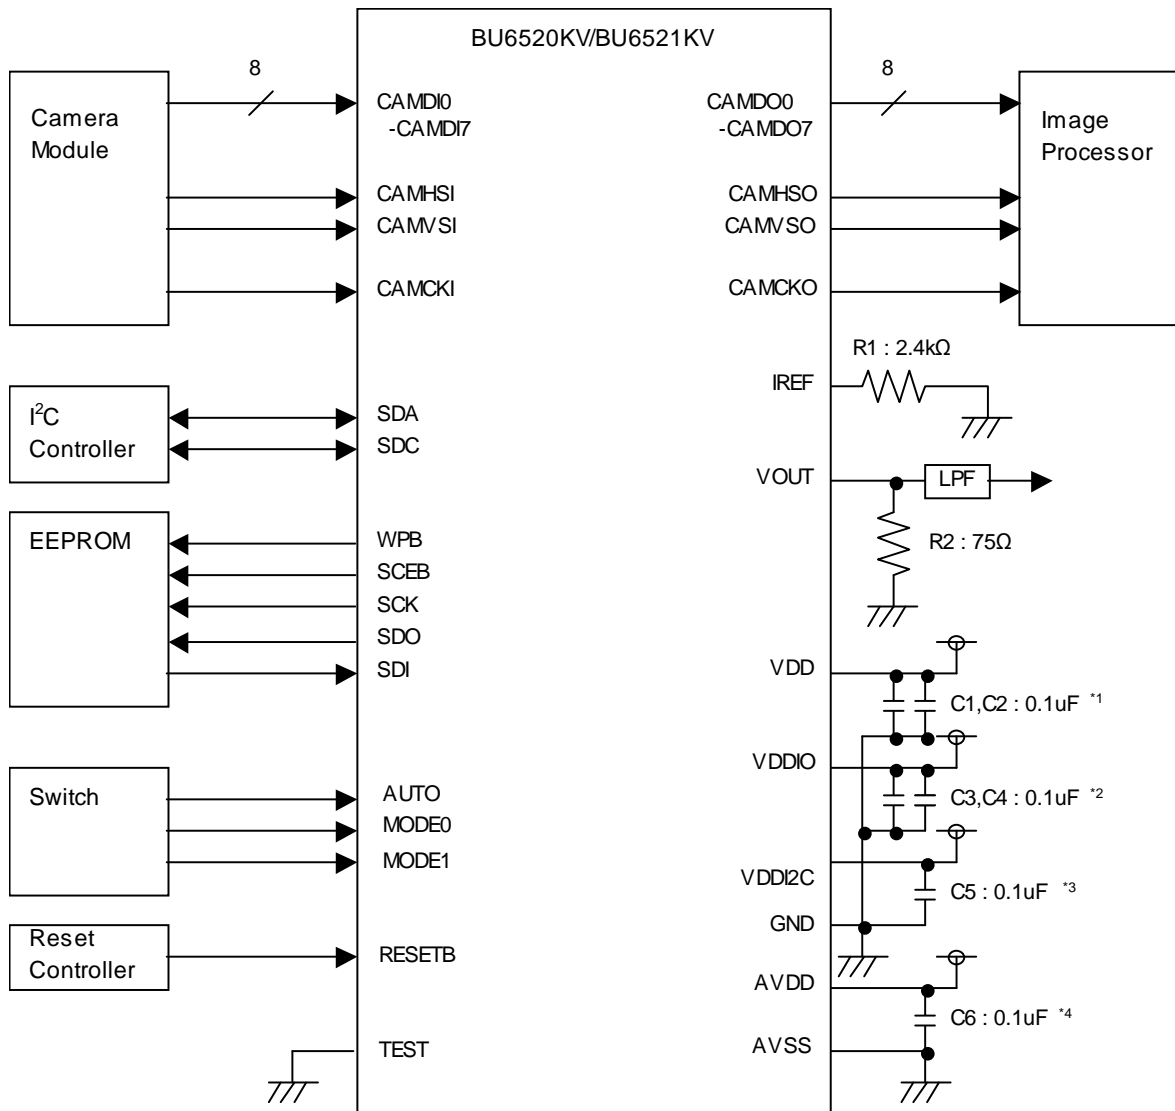 BU6520KV/BU6521KV
8
8
Camera
Module
CAMDI0
-CAMDI7
CAMHSI
CAMVSI
CAMCKI
CAMDO0
-CAMDO7
CAMHSO
CAMVSO
CAMCKO
Image
Processor
R1 : 2.4kΩ
IREF
I²C
Controller
SDA
SDC
VOUT
LPF
R2 : 75Ω
EEPROM
WPB
SCEB
SCK
SDO
SDI
VDD
C1,C2 : 0.1uF *1
VDDIO
C3,C4 : 0.1uF *2
Switch
AUTO
MODE0
MODE1
VDDI2C
C5 : 0.1uF *3
GND
Reset
Controller
RESETB
AVDD
C6 : 0.1uF *4
AVSS
TEST